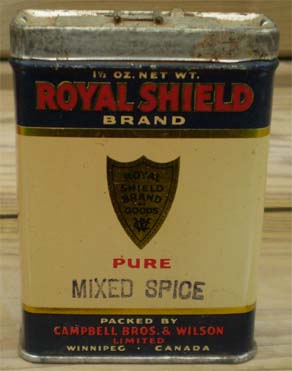 1½ OZ. NET WT.
ROYAL SHIELD
BRAND
ROYAL
SHIELD
BRAND
GOODS
PURE
MIXED SPICE
PACKED BY
CAMPBELL BROS. & WILSON
LIMITED
WINNIPEG · CANADA